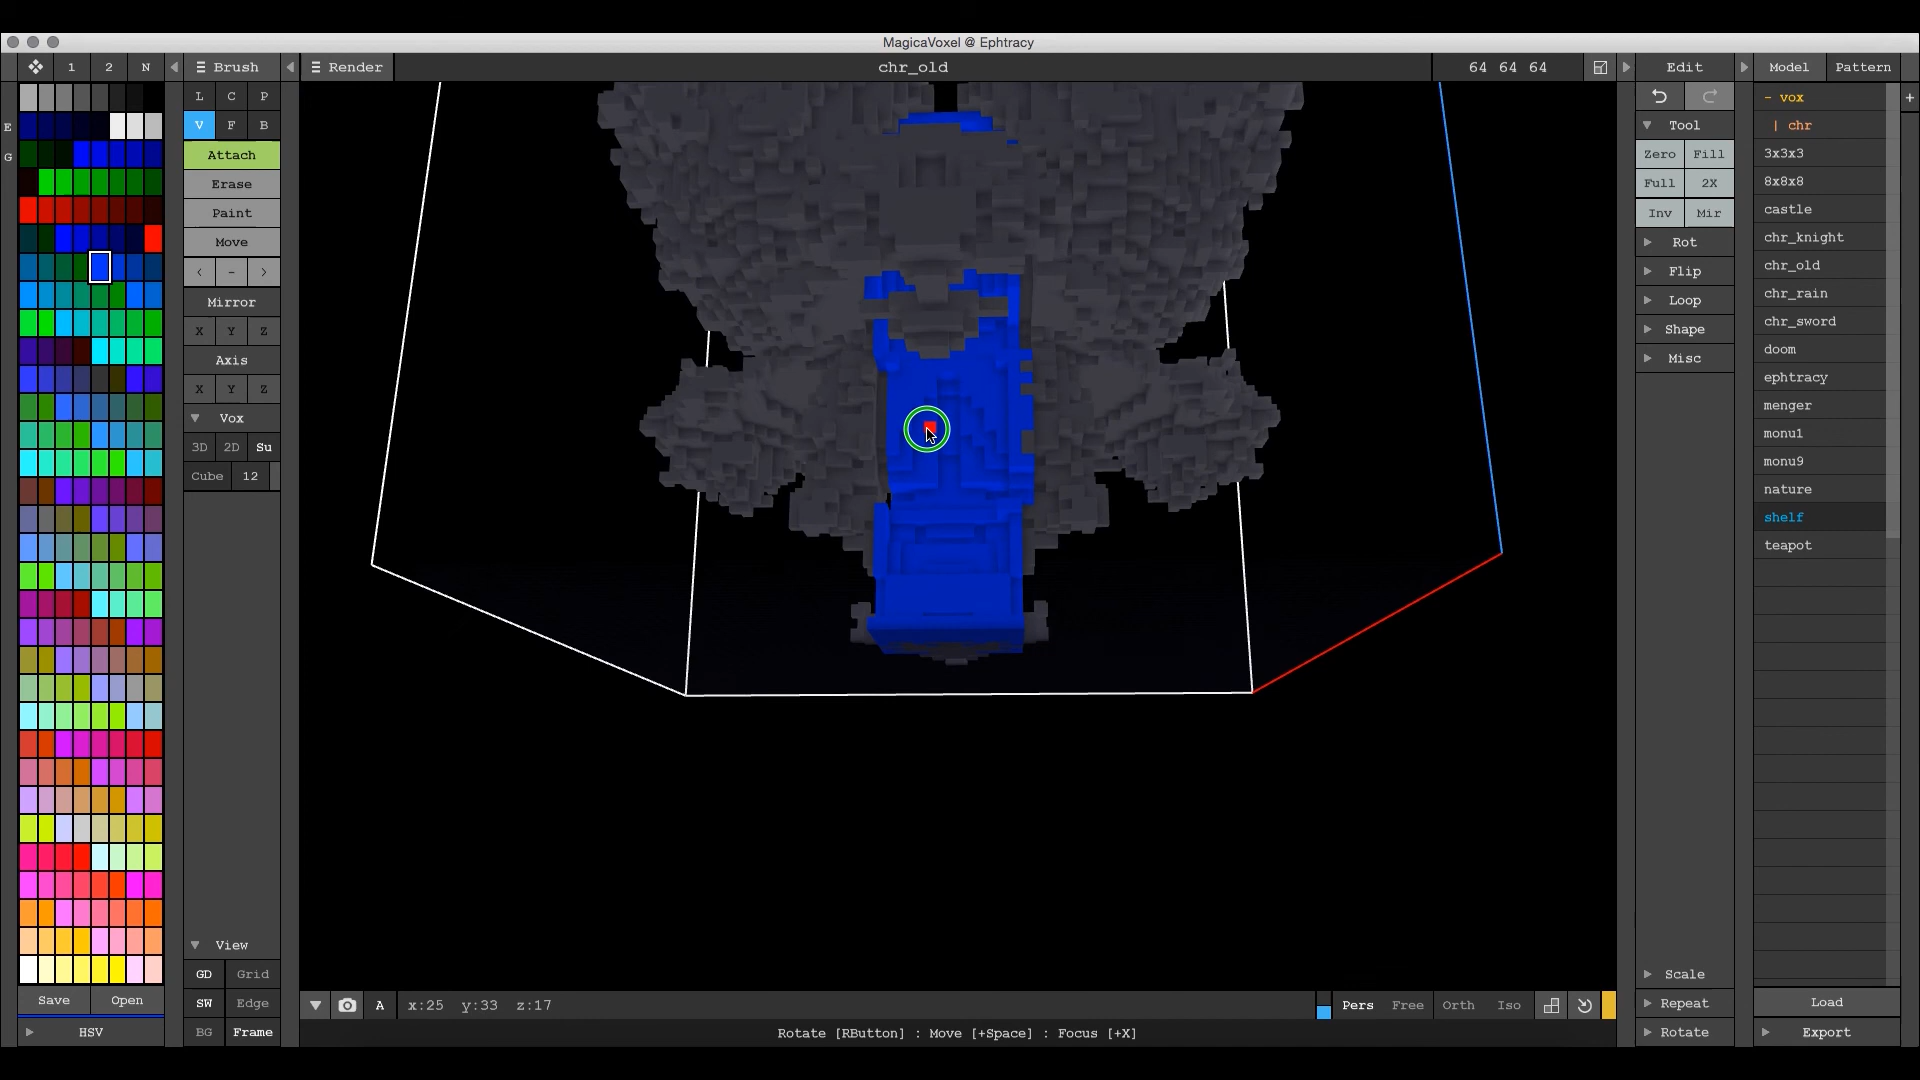 MagicaVoxel @ Ephtracy
1 2 N
Brush
Render
chr_old
64 64 64
Edit
Model
Pattern
+
E
G
L C P
V F B
Attach
Erase
Paint
Move
< - >
Mirror
X Y Z
Axis
X Y Z
Vox
3D 2D Su
Cube 12
View
GD Grid
SW Edge
BG Frame
Save Open
HSV
A x:25 y:33 z:17
Pers Free Orth Iso
Rotate [RButton] : Move [+Space] : Focus [+X]
Tool
Zero Fill
Full 2X
Inv Mir
Rot
Flip
Loop
Shape
Misc
Scale
Repeat
Rotate
- vox
| chr
3x3x3
8x8x8
castle
chr_knight
chr_old
chr_rain
chr_sword
doom
ephtracy
menger
monu1
monu9
nature
shelf
teapot
Load
Export